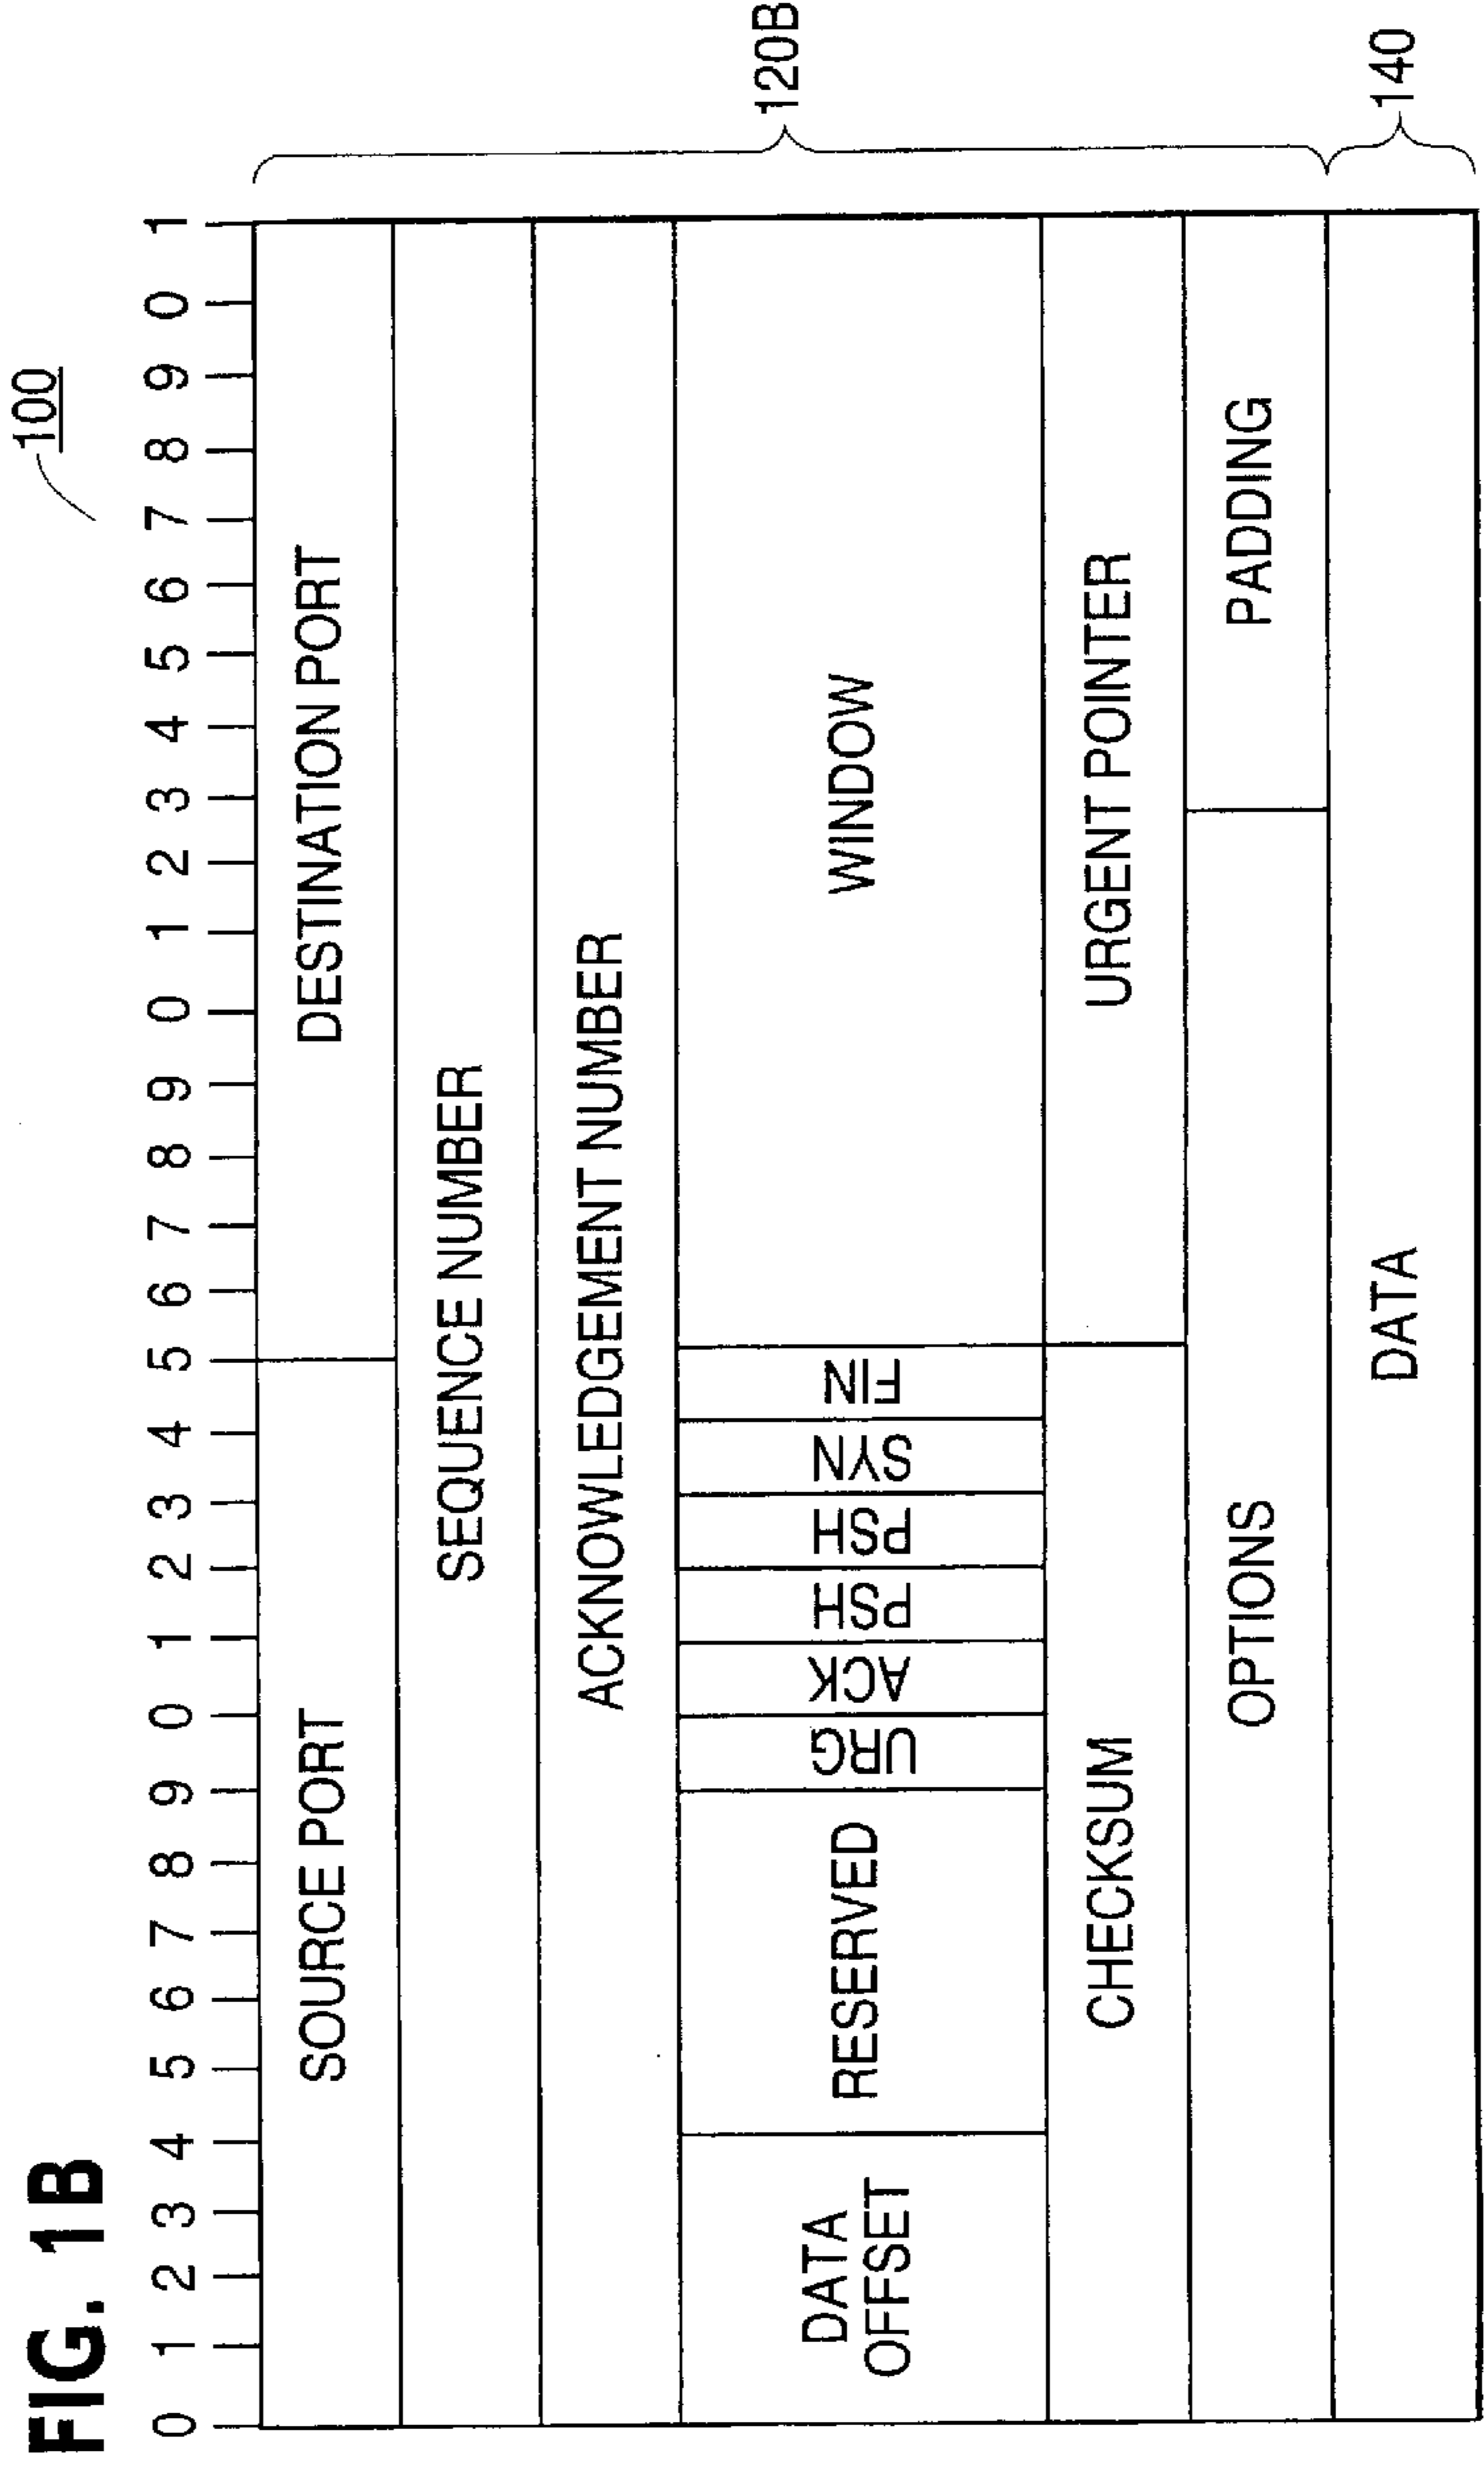 FIG. 1B
100
0 1 2 3 4 5 6 7 8 9 0 1 2 3 4 5 6 7 8 9 0 1 2 3 4 5 6 7 8 9 0 1
SOURCE PORT DESTINATION PORT
SEQUENCE NUMBER
ACKNOWLEDGEMENT NUMBER
DATA OFFSET RESERVED URG ACK PSH PSH SYN FIN WINDOW
CHECKSUM URGENT POINTER
OPTIONS PADDING
120B
DATA
140